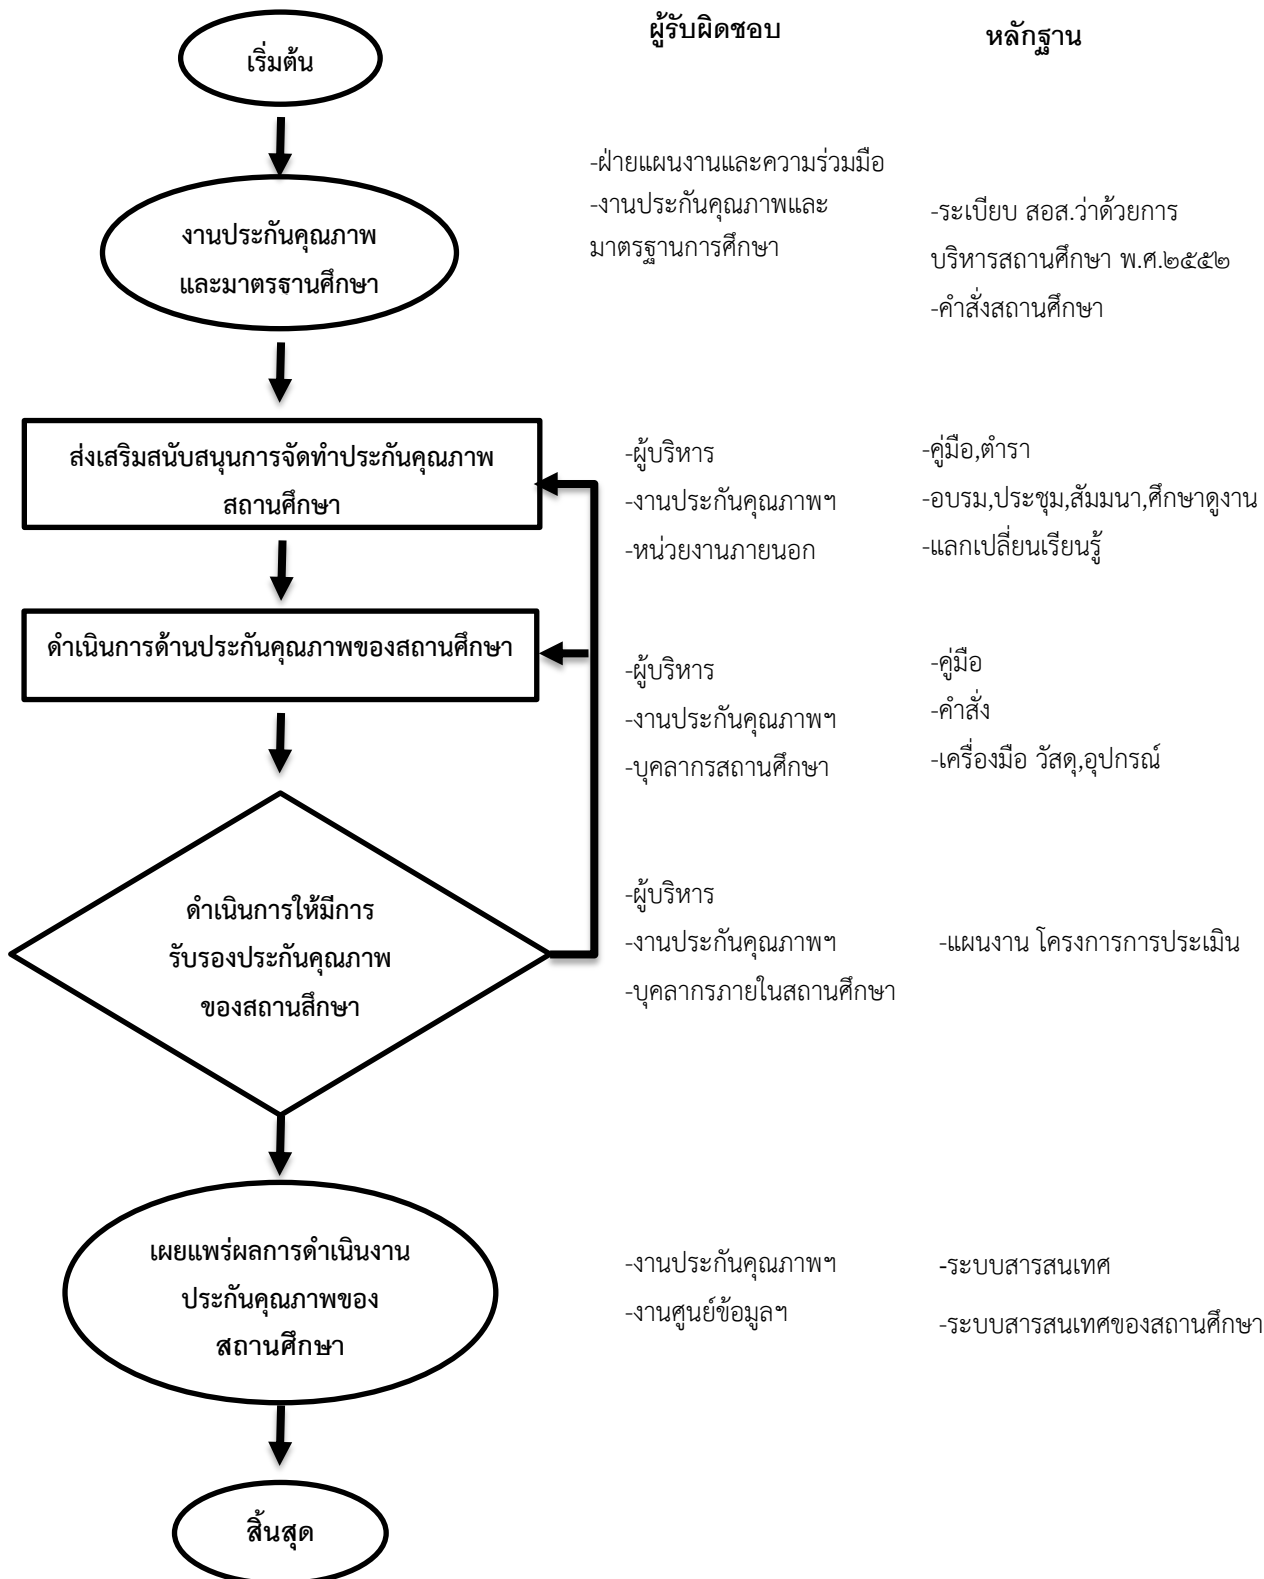 เริ่มต้น
ผู้รับผิดชอบ
หลักฐาน
งานประกันคุณภาพ
และมาตรฐานศึกษา
-ฝ่ายแผนงานและความร่วมมือ
-งานประกันคุณภาพและ
มาตรฐานการศึกษา
-ระเบียบ สอศ.ว่าด้วยการ
บริหารสถานศึกษา พ.ศ.๒๕๕๒
-คำสั่งสถานศึกษา
ส่งเสริมสนับสนุนการจัดทำประกันคุณภาพ
สถานศึกษา
-ผู้บริหาร
-งานประกันคุณภาพฯ
-หน่วยงานภายนอก
-คู่มือ,ตำรา
-อบรม,ประชุม,สัมมนา,ศึกษาดูงาน
-แลกเปลี่ยนเรียนรู้
ดำเนินการด้านประกันคุณภาพของสถานศึกษา
-ผู้บริหาร
-งานประกันคุณภาพฯ
-บุคลากรสถานศึกษา
-คู่มือ
-คำสั่ง
-เครื่องมือ วัสดุ,อุปกรณ์
ดำเนินการให้มีการ
รับรองประกันคุณภาพ
ของสถานสึกษา
-ผู้บริหาร
-งานประกันคุณภาพฯ
-บุคลากรภายในสถานศึกษา
-แผนงาน โครงการการประเมิน
เผยแพร่ผลการดำเนินงาน
ประกันคุณภาพของ
สถานศึกษา
-งานประกันคุณภาพฯ
-งานศูนย์ข้อมูลฯ
-ระบบสารสนเทศ
-ระบบสารสนเทศของสถานศึกษา
สิ้นสุด